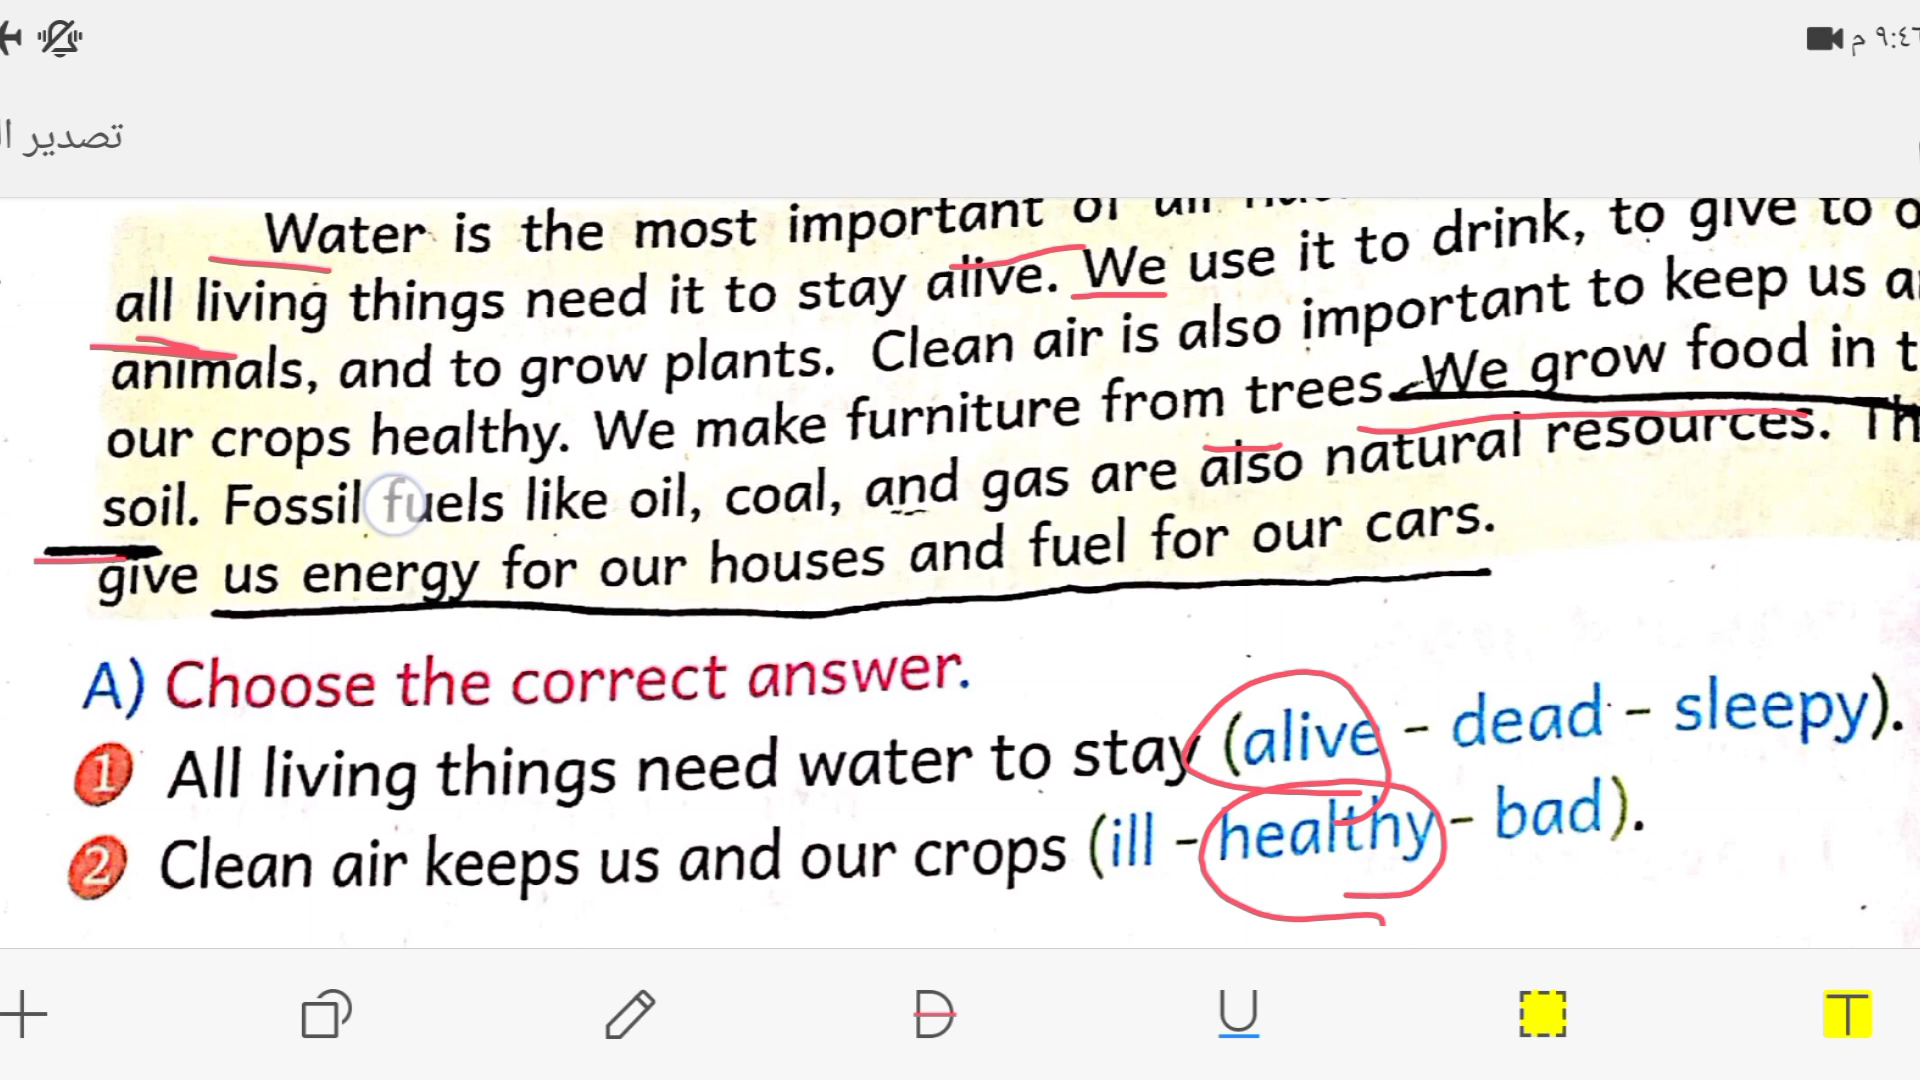 م ٩:٤٦
تصدير
Water is the most important of all
all living things need it to stay alive. We use it to drink, to give to
animals, and to grow plants. Clean air is also important to keep us
our crops healthy. We make furniture from trees. We grow food in
soil. Fossil fuels like oil, coal, and gas are also natural resources.
give us energy for our houses and fuel for our cars.
A) Choose the correct answer.
1 All living things need water to stay (alive - dead - sleepy).
2 Clean air keeps us and our crops (ill - healthy - bad).
D U T